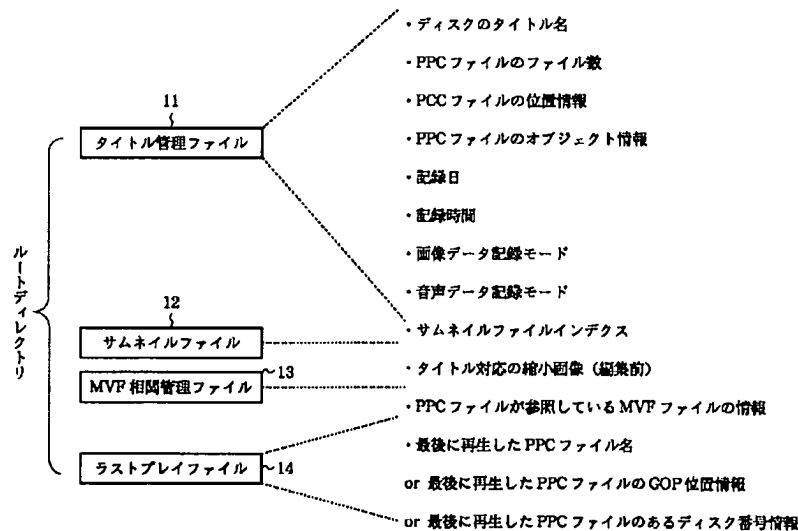 ・ディスクのタイトル名
・PPCファイルのファイル数
11
・PCCファイルの位置情報
タイトル管理ファイル
・PPCファイルのオブジェクト情報
・記録日
・記録時間
ルートディレクトリ
・画像データ記録モード
・音声データ記録モード
12
・サムネイルファイルインデクス
サムネイルファイル
・タイトル対応の縮小画像(編集前)
13
MVF相関管理ファイル
・PPCファイルが参照しているMVFファイルの情報
・最後に再生したPPCファイル名
ラストプレイファイル
14
or 最後に再生したPPCファイルのGOP位置情報
or 最後に再生したPPCファイルのあるディスク番号情報